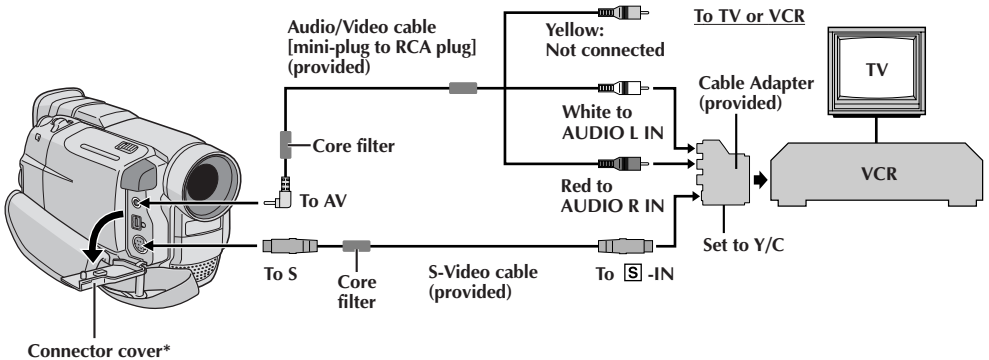 Audio/Video cable
[mini-plug to RCA plug]
(provided)
Yellow:
Not connected
To TV or VCR
TV
Cable Adapter
(provided)
White to
AUDIO L IN
Core filter
VCR
To AV
Red to
AUDIO R IN
Set to Y/C
To S
Core
filter
S-Video cable
(provided)
To S -IN
Connector cover*